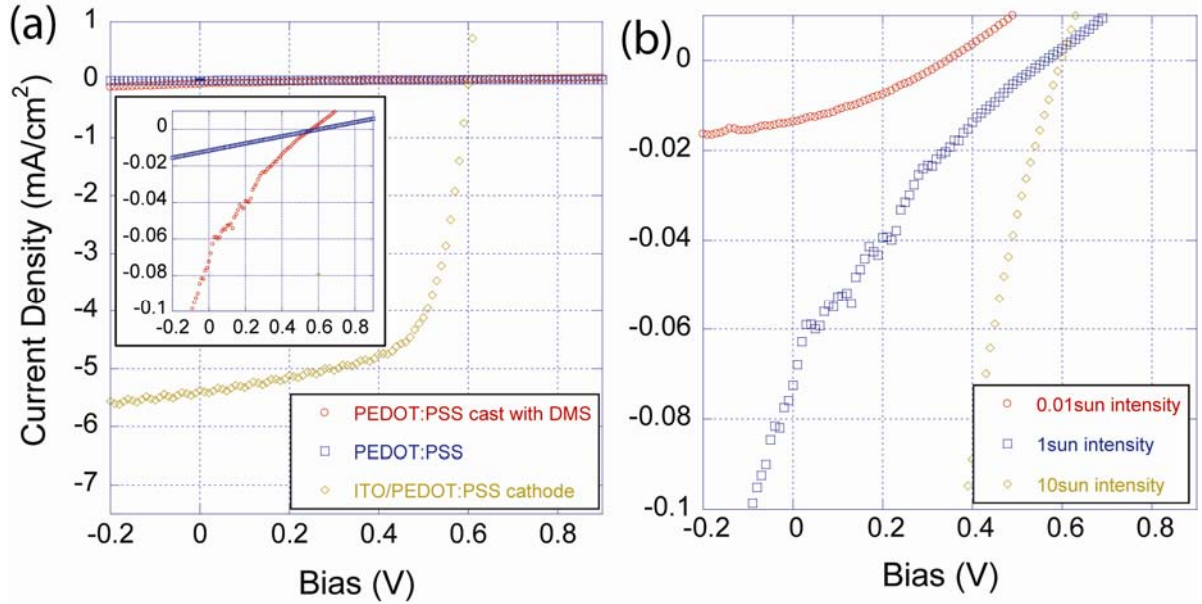 (a)
1
0
-1
-2
-3
-4
-5
-6
-7
Current Density (mA/cm²)
0
-0.02
-0.04
-0.06
-0.08
-0.1
-0.2 0 0.2 0.4 0.6 0.8
PEDOT:PSS cast with DMS
PEDOT:PSS
ITO/PEDOT:PSS cathode
-0.2 0 0.2 0.4 0.6 0.8
Bias (V)
(b)
0
-0.02
-0.04
-0.06
-0.08
-0.1
0.01sun intensity
1sun intensity
10sun intensity
-0.2 0 0.2 0.4 0.6 0.8
Bias (V)